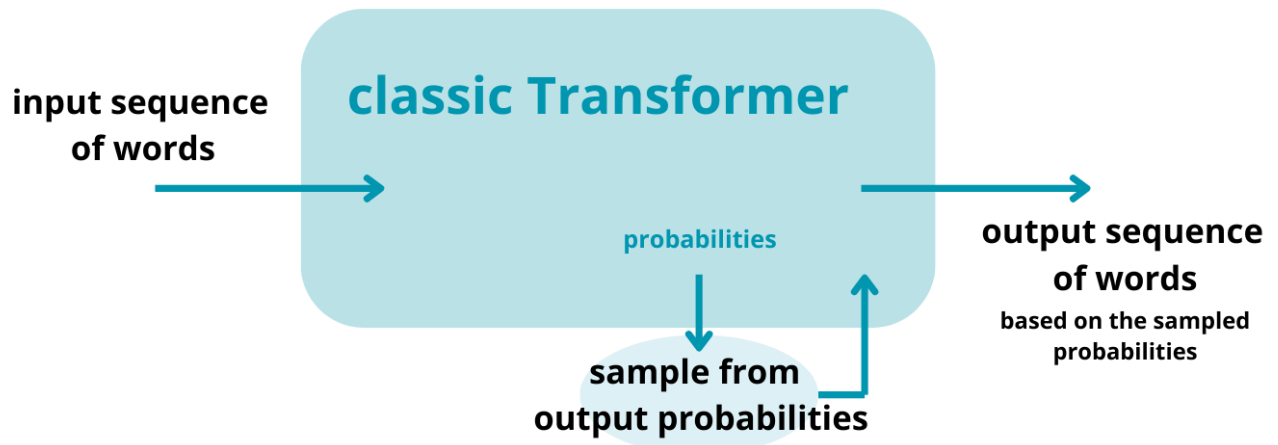 classic Transformer
input sequence
of words
probabilities
output sequence
of words
based on the sampled
probabilities
sample from
output probabilities